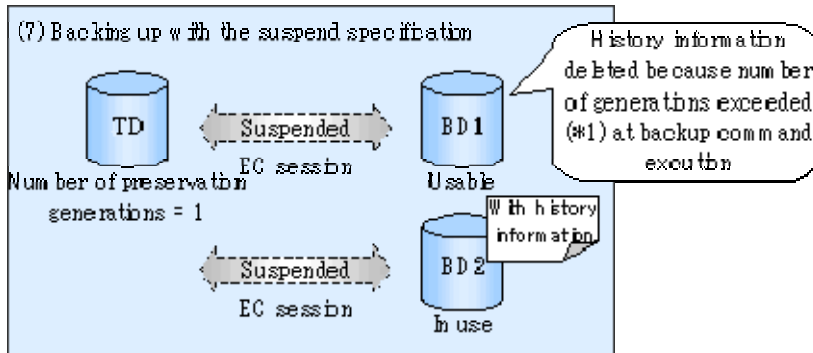 (7) Backing up with the suspend specification
History information
deleted because number
of generations exceeded
(*1) at backup command
excution
TD
Suspended
BD1
EC session
Number of preservation
generations = 1
Usable
With history
information
Suspended
BD2
EC session
In use